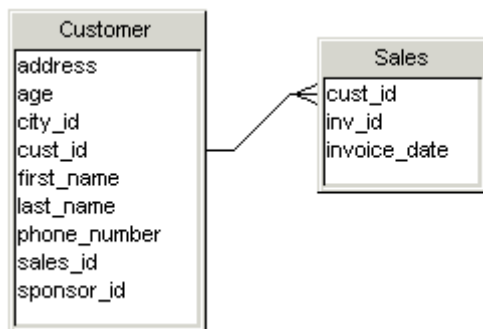 Customer
address
age
city_id
cust_id
first_name
last_name
phone_number
sales_id
sponsor_id
Sales
cust_id
inv_id
invoice_date